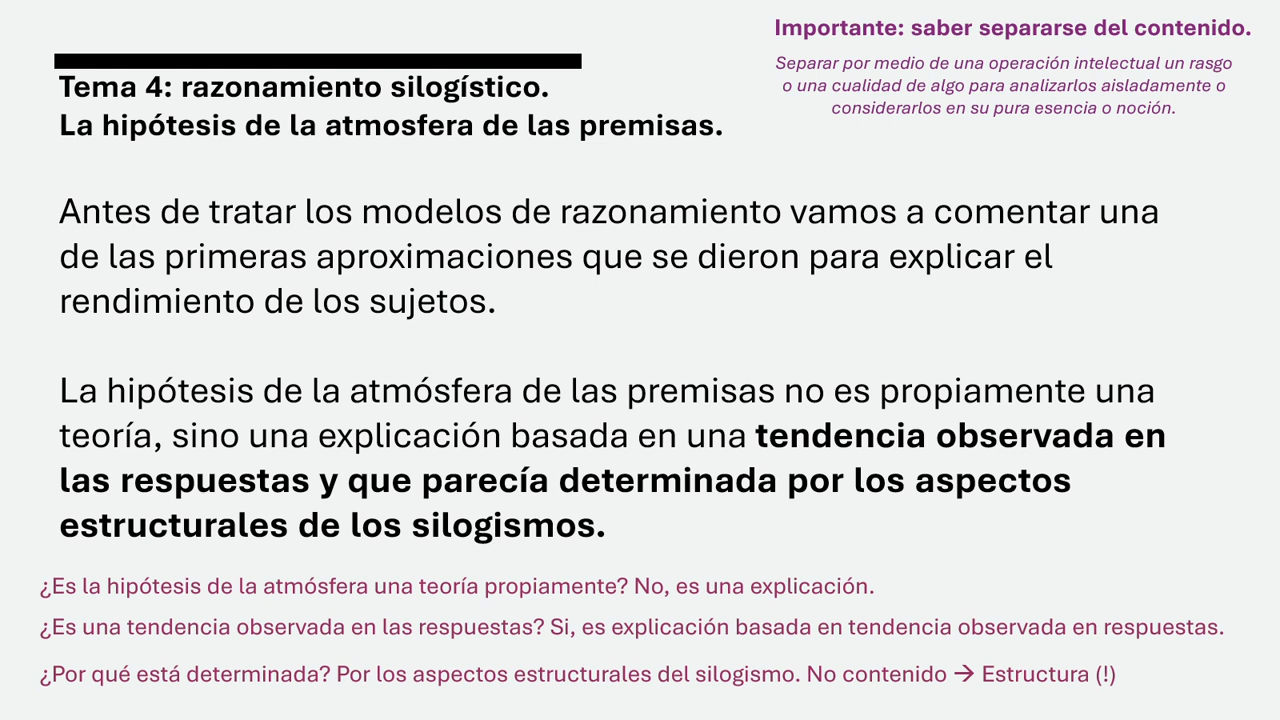 Importante: saber separarse del contenido.
Separar por medio de una operación intelectual un rasgo
o una cualidad de algo para analizarlos aisladamente o
considerarlos en su pura esencia o noción.
Tema 4: razonamiento silogístico.
La hipótesis de la atmosfera de las premisas.
Antes de tratar los modelos de razonamiento vamos a comentar una
de las primeras aproximaciones que se dieron para explicar el
rendimiento de los sujetos.
La hipótesis de la atmósfera de las premisas no es propiamente una
teoría, sino una explicación basada en una tendencia observada en
las respuestas y que parecía determinada por los aspectos
estructurales de los silogismos.
¿Es la hipótesis de la atmósfera una teoría propiamente? No, es una explicación.
¿Es una tendencia observada en las respuestas? Si, es explicación basada en tendencia observada en respuestas.
¿Por qué está determinada? Por los aspectos estructurales del silogismo. No contenido → Estructura (!)